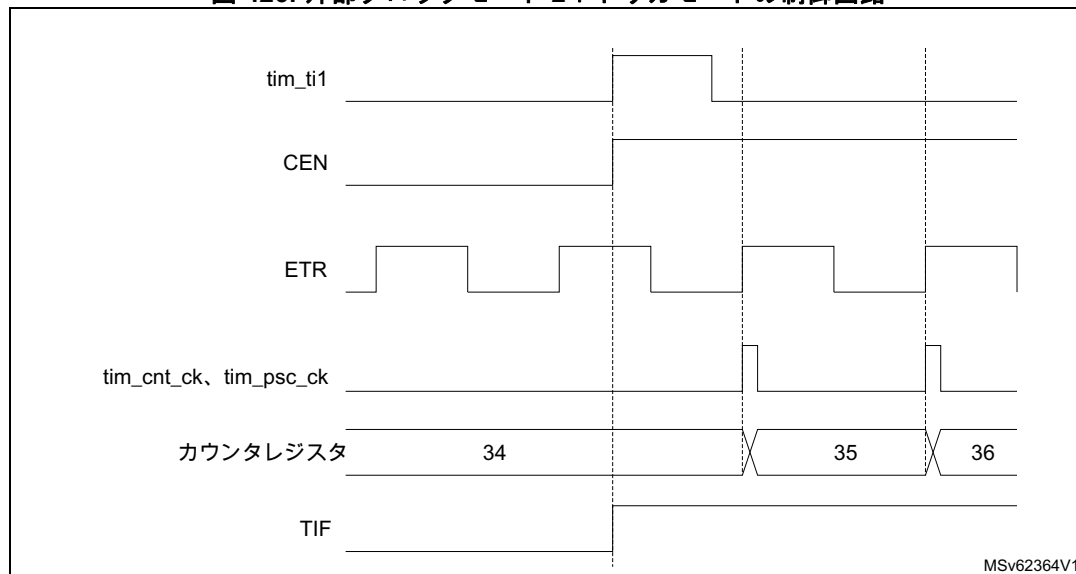 tim_ti1
CEN
ETR
tim_cnt_ck、tim_psc_ck
カウンタレジスタ 34 35 36
TIF
MSv62364V1